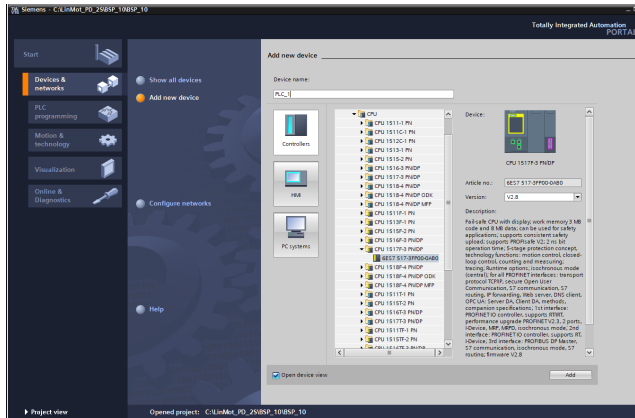 Siemens - C:\LinMot_PD_2S\BSP_10\BSP_10
Totally Integrated Automation
PORTAL
Start
Devices &
networks
PLC
programming
Motion &
technology
Visualization
Online &
Diagnostics
Show all devices
Add new device
Configure networks
Help
Add new device
Device name:
PLC_1
Controllers
HMI
PC systems
CPU
CPU 1511-1 PN
CPU 1511C-1 PN
CPU 1512C-1 PN
CPU 1513-1 PN
CPU 1515-2 PN
CPU 1516-3 PN/DP
CPU 1517-3 PN/DP
CPU 1518-4 PN/DP
CPU 1518-4 PN/DP ODK
CPU 1518-4 PN/DP MFP
CPU 1511F-1 PN
CPU 1513F-1 PN
CPU 1515F-2 PN
CPU 1516F-3 PN/DP
CPU 1517F-3 PN/DP
6ES7 517-3FP00-0AB0
CPU 1518F-4 PN/DP
CPU 1518F-4 PN/DP ODK
CPU 1518F-4 PN/DP MFP
CPU 1511T-1 PN
CPU 1515T-2 PN
CPU 1516T-3 PN/DP
CPU 1517T-3 PN/DP
CPU 1511TF-1 PN
CPU 1515TF-2 PN
CPU 1516TF-3 PN/DP
Device:
CPU 1517F-3 PN/DP
Article no.: 6ES7 517-3FP00-0AB0
Version: V2.8
Description:
Fail-safe CPU with display; work memory 3 MB
code and 8 MB data; can be used for safety
applications, supports consistent safety
upload; supports PROFIsafe V2; 2 ns bit
operation time; 5-stage protection concept,
technology functions: motion control, closed-
loop control, counting and measuring;
tracing, Runtime options, isochronous mode
(central); for all PROFINET interfaces: transport
protocol TCP/IP, secure Open User
Communication, S7 communication, S7
routing, IP forwarding, Web server, DNS client,
OPC UA: Server DA, Client DA, methods,
companion specifications; 1st interface:
PROFINET IO controller, supports RT/IRT,
performance upgrade PROFINET V2.3, 2 ports,
I-Device, MRP, MRPD, isochronous mode, 2nd
interface: PROFINET IO controller, supports RT,
I-Device, 3rd interface: PROFIBUS DP Master,
S7 communication, isochronous mode, S7
routing; firmware V2.8
Open device view
Add
Project view
Opened project: C:\LinMot_PD_2S\BSP_10\BSP_10